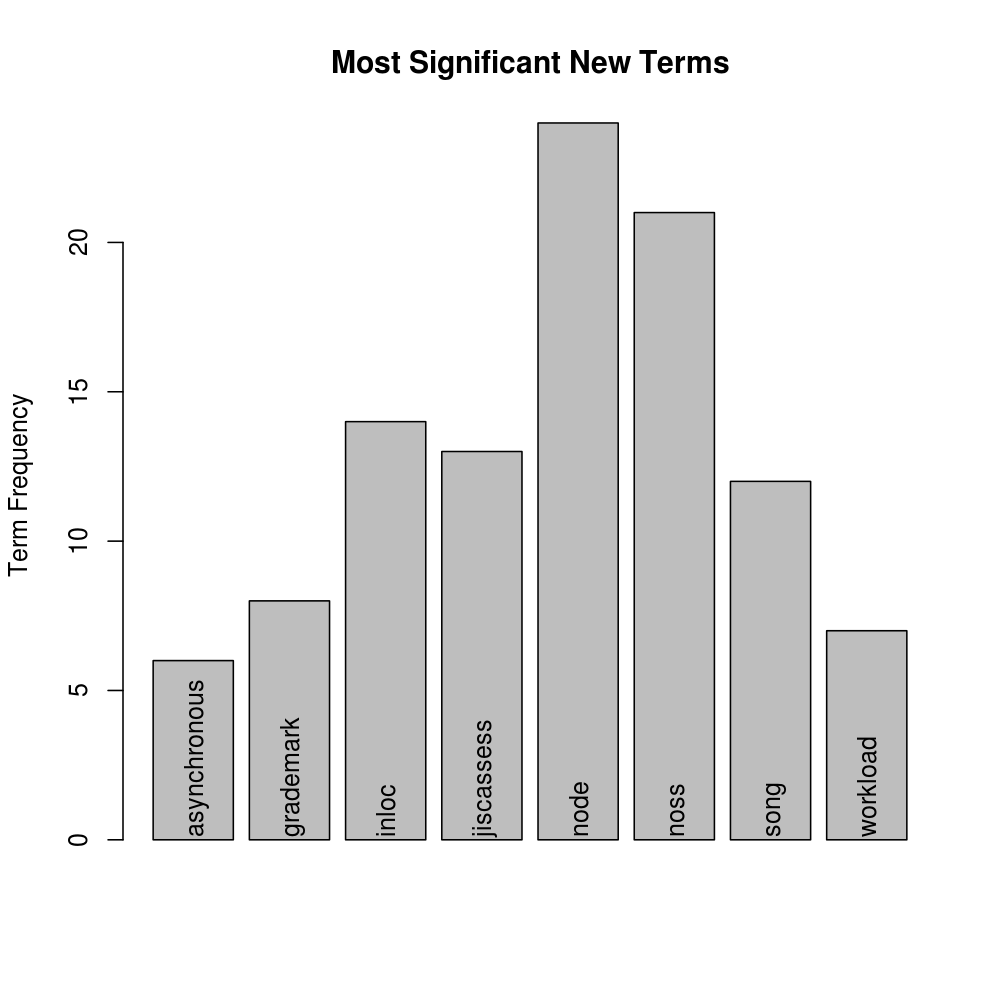 Most Significant New Terms
Term Frequency
20
15
10
5
0
asynchronous
grademark
inloc
jiscassess
node
noss
song
workload